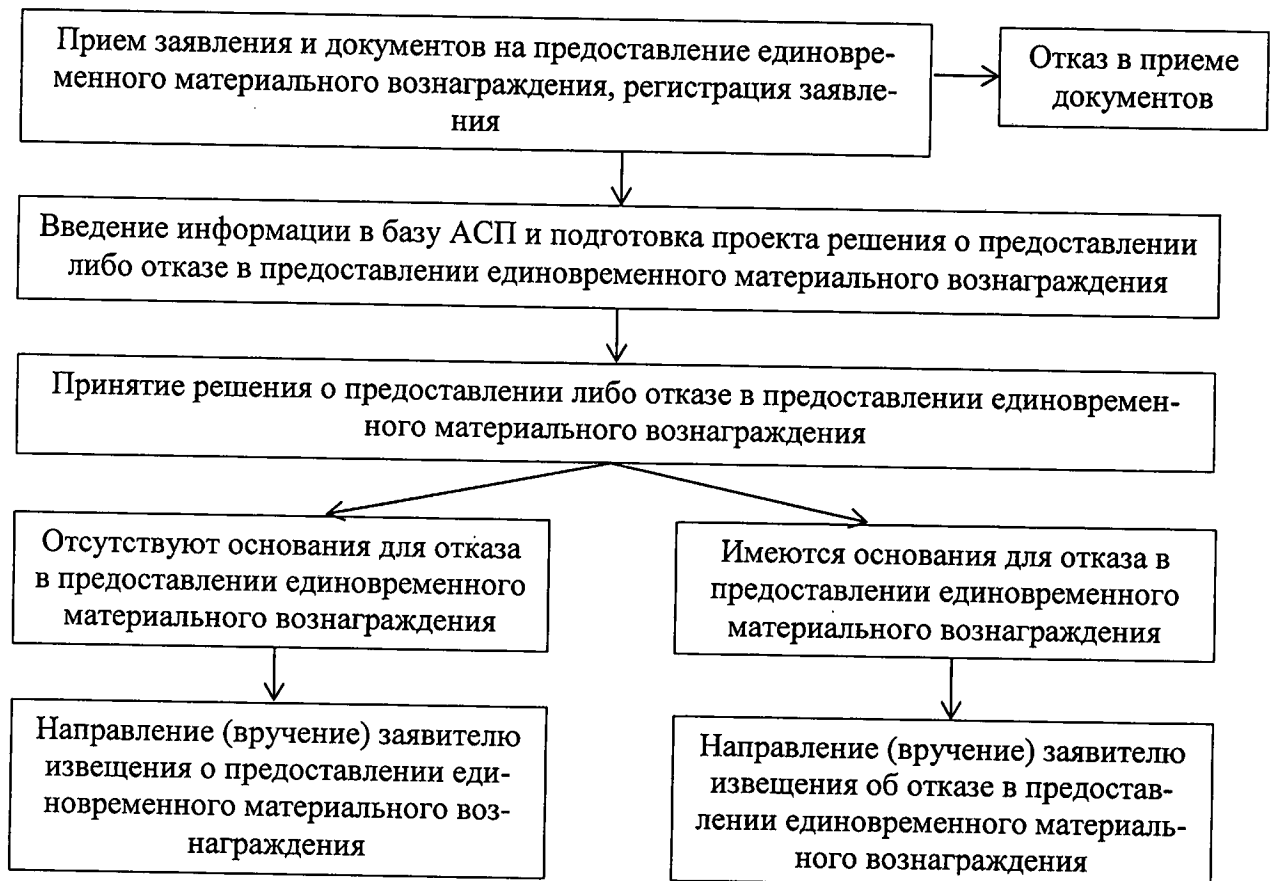 Прием заявления и документов на предоставление единовре-
менного материального вознаграждения, регистрация заявле-
ния
Отказ в приеме
документов
Введение информации в базу АСП и подготовка проекта решения о предоставлении
либо отказе в предоставлении единовременного материального вознаграждения
Принятие решения о предоставлении либо отказе в предоставлении единовремен-
ного материального вознаграждения
Отсутствуют основания для отказа
в предоставлении единовременного
материального вознаграждения
Имеются основания для отказа в
предоставлении единовременного
материального вознаграждения
Направление (вручение) заявителю
извещения о предоставлении еди-
новременного материального воз-
награждения
Направление (вручение) заявителю
извещения об отказе в предостав-
лении единовременного материаль-
ного вознаграждения